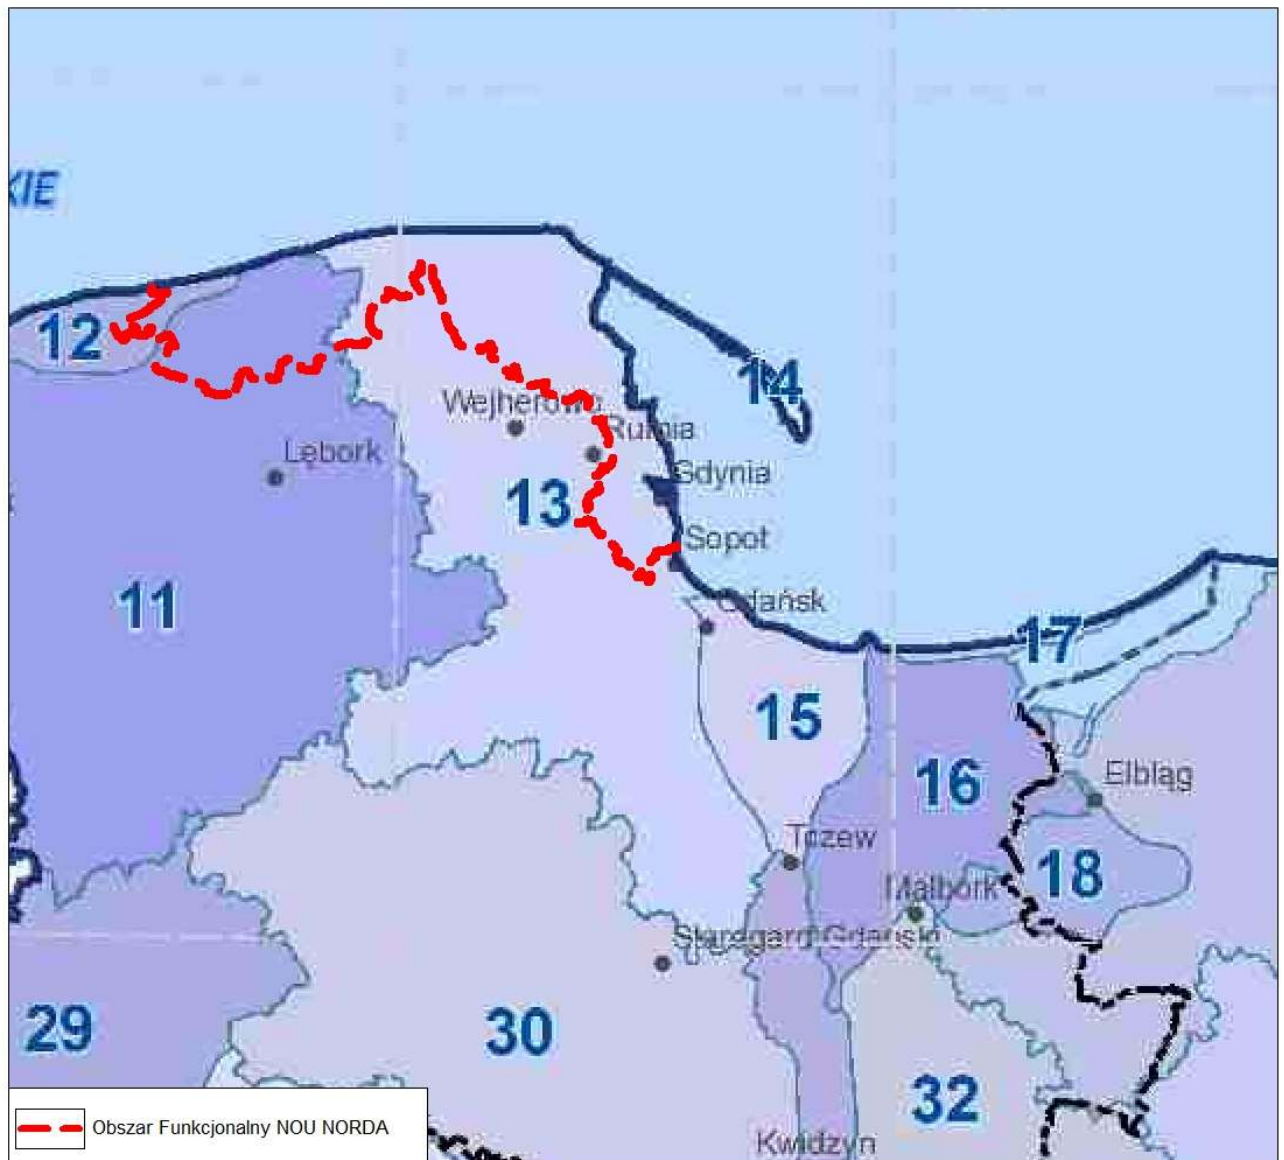 KIE
12
14
Wejherowo
Rumia
Lębork
Gdynia
13
Sopot
11
Gdańsk
17
15
Elbląg
16
Tczew
18
Malbork
Starogard Gdański
29
30
32
Obszar Funkcjonalny NOU NORDA
Kwidzyn